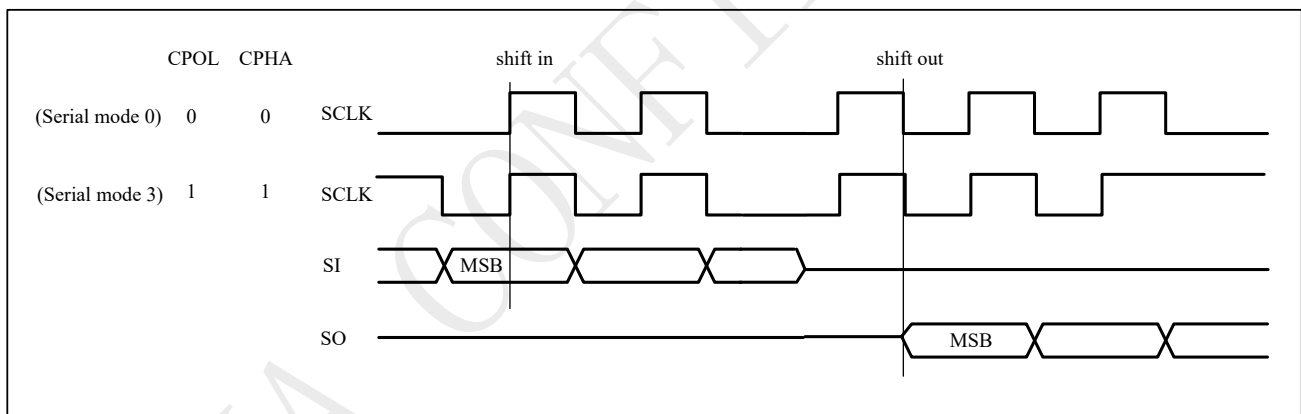 CPOL CPHA shift in shift out
(Serial mode 0) 0 0 SCLK
(Serial mode 3) 1 1 SCLK
SI MSB
SO MSB